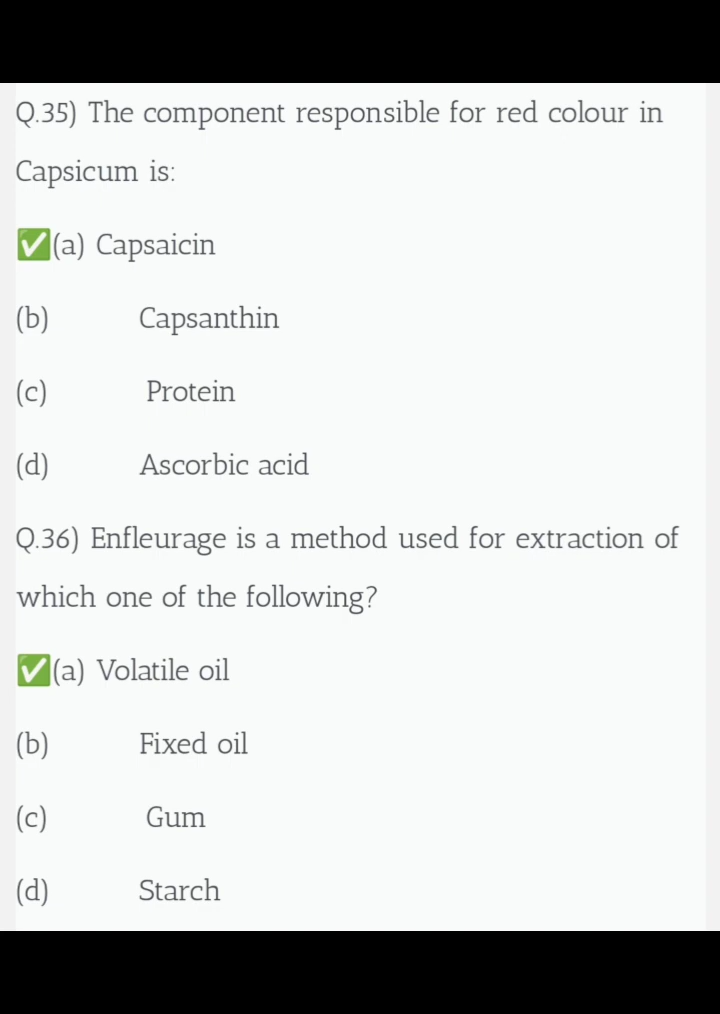 Q.35) The component responsible for red colour in
Capsicum is:
✅(a) Capsaicin
(b) Capsanthin
(c) Protein
(d) Ascorbic acid
Q.36) Enfleurage is a method used for extraction of
which one of the following?
✅(a) Volatile oil
(b) Fixed oil
(c) Gum
(d) Starch